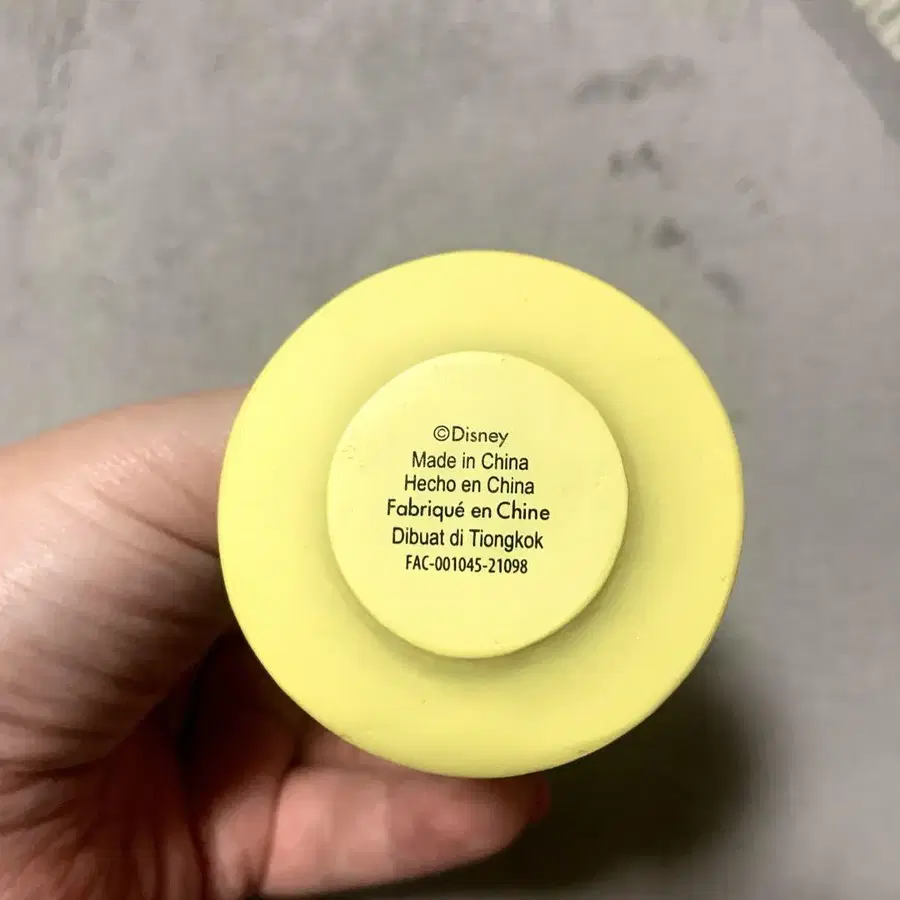 ©Disney
Made in China
Hecho en China
Fabriqué en Chine
Dibuat di Tiongkok
FAC-001045-21098